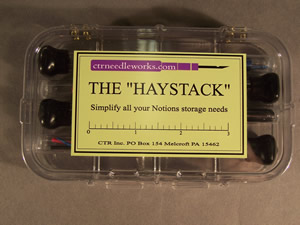 ctrneedleworks.com
THE "HAYSTACK"
Simplify all your Notions storage needs
0 1 2 3
CTR Inc. PO Box 154 Melcroft PA 15462